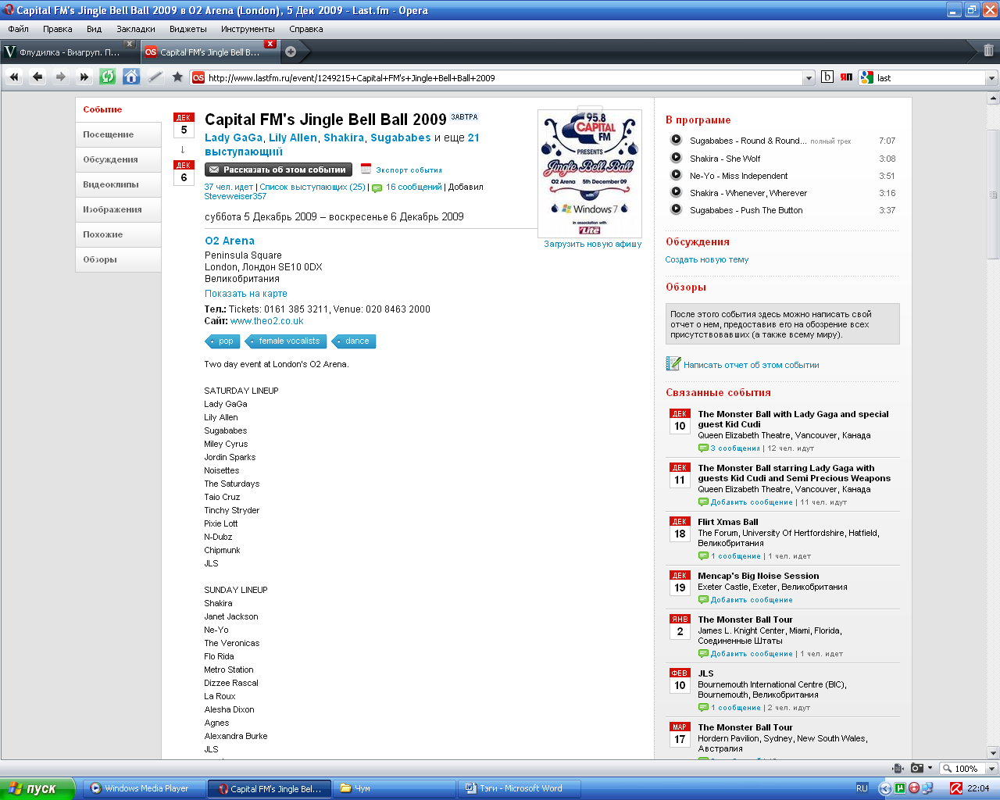 Capital FM's Jingle Bell Ball 2009 в O2 Arena (London), 5 Дек 2009 - Last.fm - Opera
Файл Правка Вид Закладки Виджеты Инструменты Справка
Флудилка - Виагруп. П...
Capital FM's Jingle Bell B...
http://www.lastfm.ru/event/1249215+Capital+FM's+Jingle+Bell+Ball+2009
last
Событие
Посещение
Обсуждения
Видеоклипы
Изображения
Похожие
Обзоры
ДЕК
5
↓
ДЕК
6
Capital FM's Jingle Bell Ball 2009 ЗАВТРА
Lady GaGa, Lily Allen, Shakira, Sugababes и еще 21
выступающий
Рассказать об этом событии
Экспорт события
37 чел. идет | Список выступающих (25) | 16 сообщений | Добавил
Steveweiser357
суббота 5 Декабрь 2009 – воскресенье 6 Декабрь 2009
95.8
CAPITAL
FM
PRESENTS
Jingle Bell Ball
O2 Arena 5th December 09
Windows 7
in association with
Lite
Загрузить новую афишу
O2 Arena
Peninsula Square
London, Лондон SE10 0DX
Великобритания
Показать на карте
Тел.: Tickets: 0161 385 3211, Venue: 020 8463 2000
Сайт: www.theo2.co.uk
pop
female vocalists
dance
Two day event at London's O2 Arena.
SATURDAY LINEUP
Lady GaGa
Lily Allen
Sugababes
Miley Cyrus
Jordin Sparks
Noisettes
The Saturdays
Taio Cruz
Tinchy Stryder
Pixie Lott
N-Dubz
Chipmunk
JLS
SUNDAY LINEUP
Shakira
Janet Jackson
Ne-Yo
The Veronicas
Flo Rida
Metro Station
Dizzee Rascal
La Roux
Alesha Dixon
Agnes
Alexandra Burke
JLS
В программе
Sugababes - Round & Round... полный трек 7:07
Shakira - She Wolf 3:08
Ne-Yo - Miss Independent 3:51
Shakira - Whenever, Wherever 3:16
Sugababes - Push The Button 3:37
Обсуждения
Создать новую тему
Обзоры
После этого события здесь можно написать свой
отчет о нем, предоставив его на обозрение всех
присутствовавших (а также всему миру).
Написать отчет об этом событии
Связанные события
ДЕК
10
The Monster Ball with Lady Gaga and special
guest Kid Cudi
Queen Elizabeth Theatre, Vancouver, Канада
3 сообщения | 12 чел. идут
ДЕК
11
The Monster Ball starring Lady Gaga with
guests Kid Cudi and Semi Precious Weapons
Queen Elizabeth Theatre, Vancouver, Канада
Добавить сообщение | 11 чел. идут
ДЕК
18
Flirt Xmas Ball
The Forum, University Of Hertfordshire, Hatfield,
Великобритания
1 сообщение | 1 чел. идет
ДЕК
19
Mencap's Big Noise Session
Exeter Castle, Exeter, Великобритания
Добавить сообщение
ЯНВ
2
The Monster Ball Tour
James L. Knight Center, Miami, Florida,
Соединенные Штаты
Добавить сообщение | 1 чел. идет
ФЕВ
10
JLS
Bournemouth International Centre (BIC),
Bournemouth, Великобритания
1 сообщение | 2 чел. идут
МАР
17
The Monster Ball Tour
Hordern Pavilion, Sydney, New South Wales,
Австралия
100%
пуск
Windows Media Player
Capital FM's Jingle Bel...
Чум
Тэги - Microsoft Word
RU
22:04